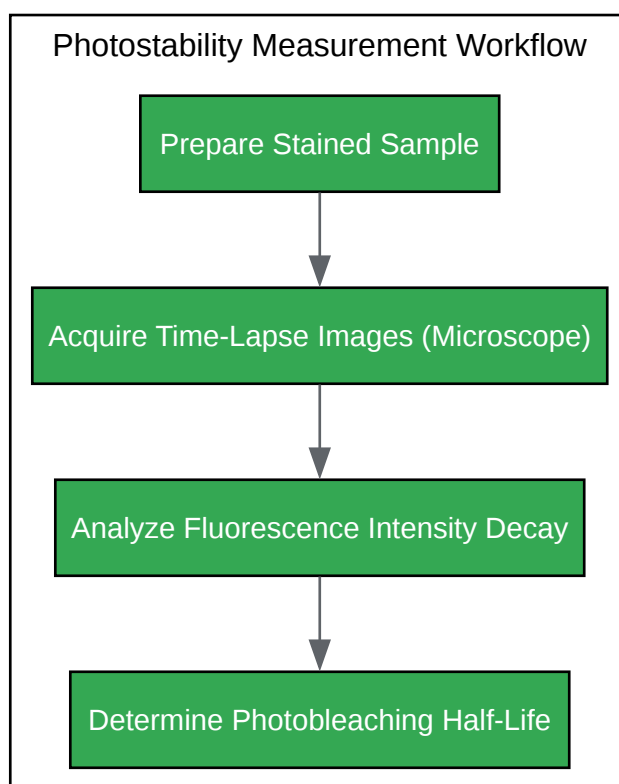 Photostability Measurement Workflow
Prepare Stained Sample
Acquire Time-Lapse Images (Microscope)
Analyze Fluorescence Intensity Decay
Determine Photobleaching Half-Life